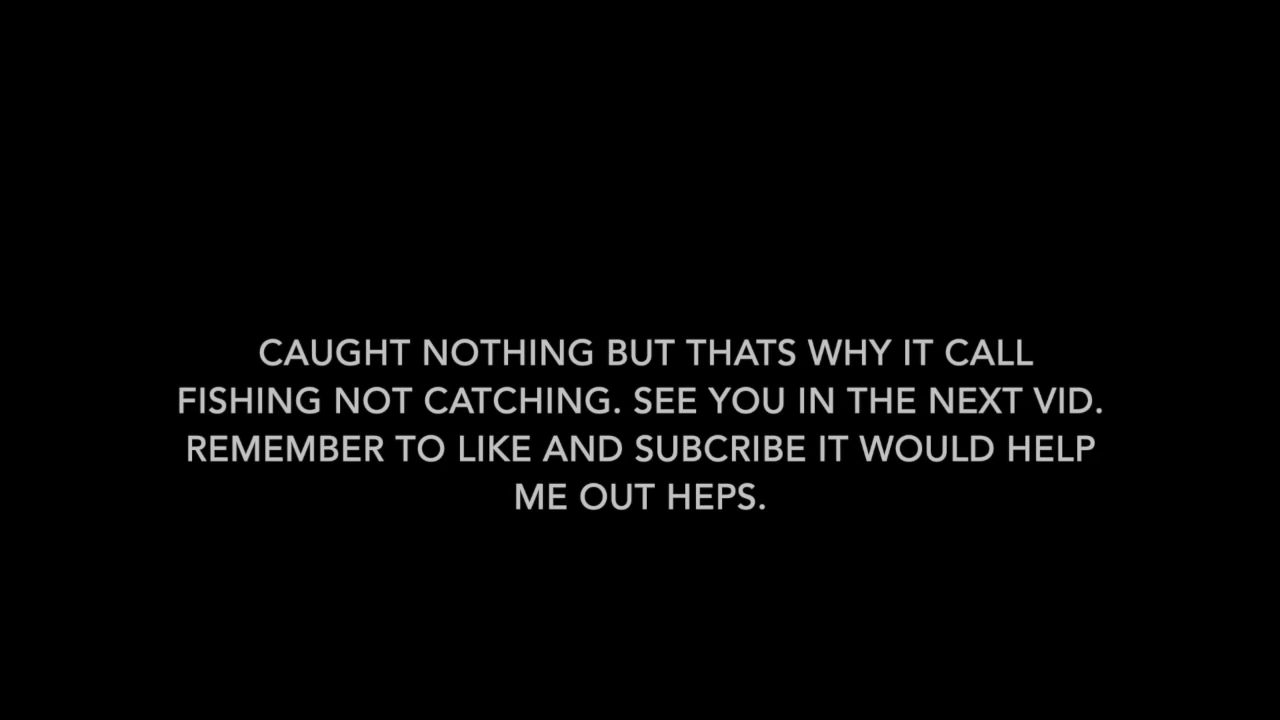 CAUGHT NOTHING BUT THATS WHY IT CALL
FISHING NOT CATCHING. SEE YOU IN THE NEXT VID.
REMEMBER TO LIKE AND SUBCRIBE IT WOULD HELP
ME OUT HEPS.